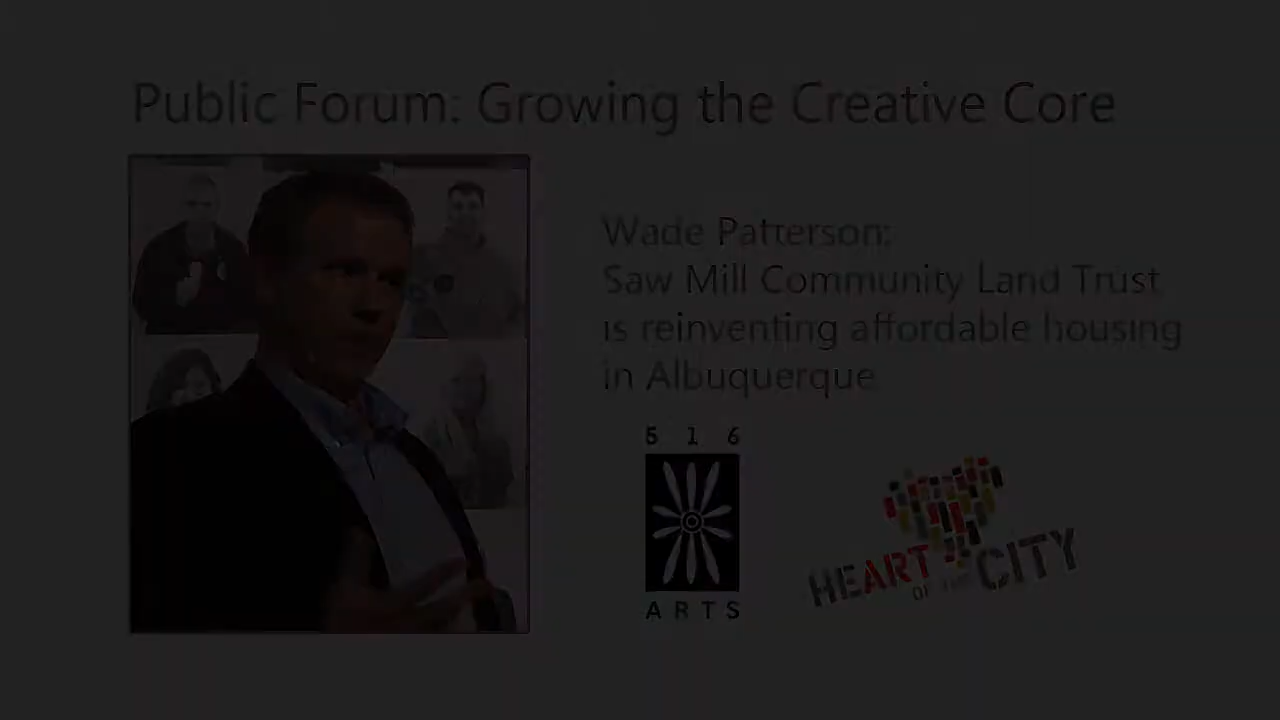 Public Forum: Growing the Creative Core
Wade Patterson:
Saw Mill Community Land Trust
is reinventing affordable housing
in Albuquerque
5 1 6
ARTS
HEART
OF THE
CITY